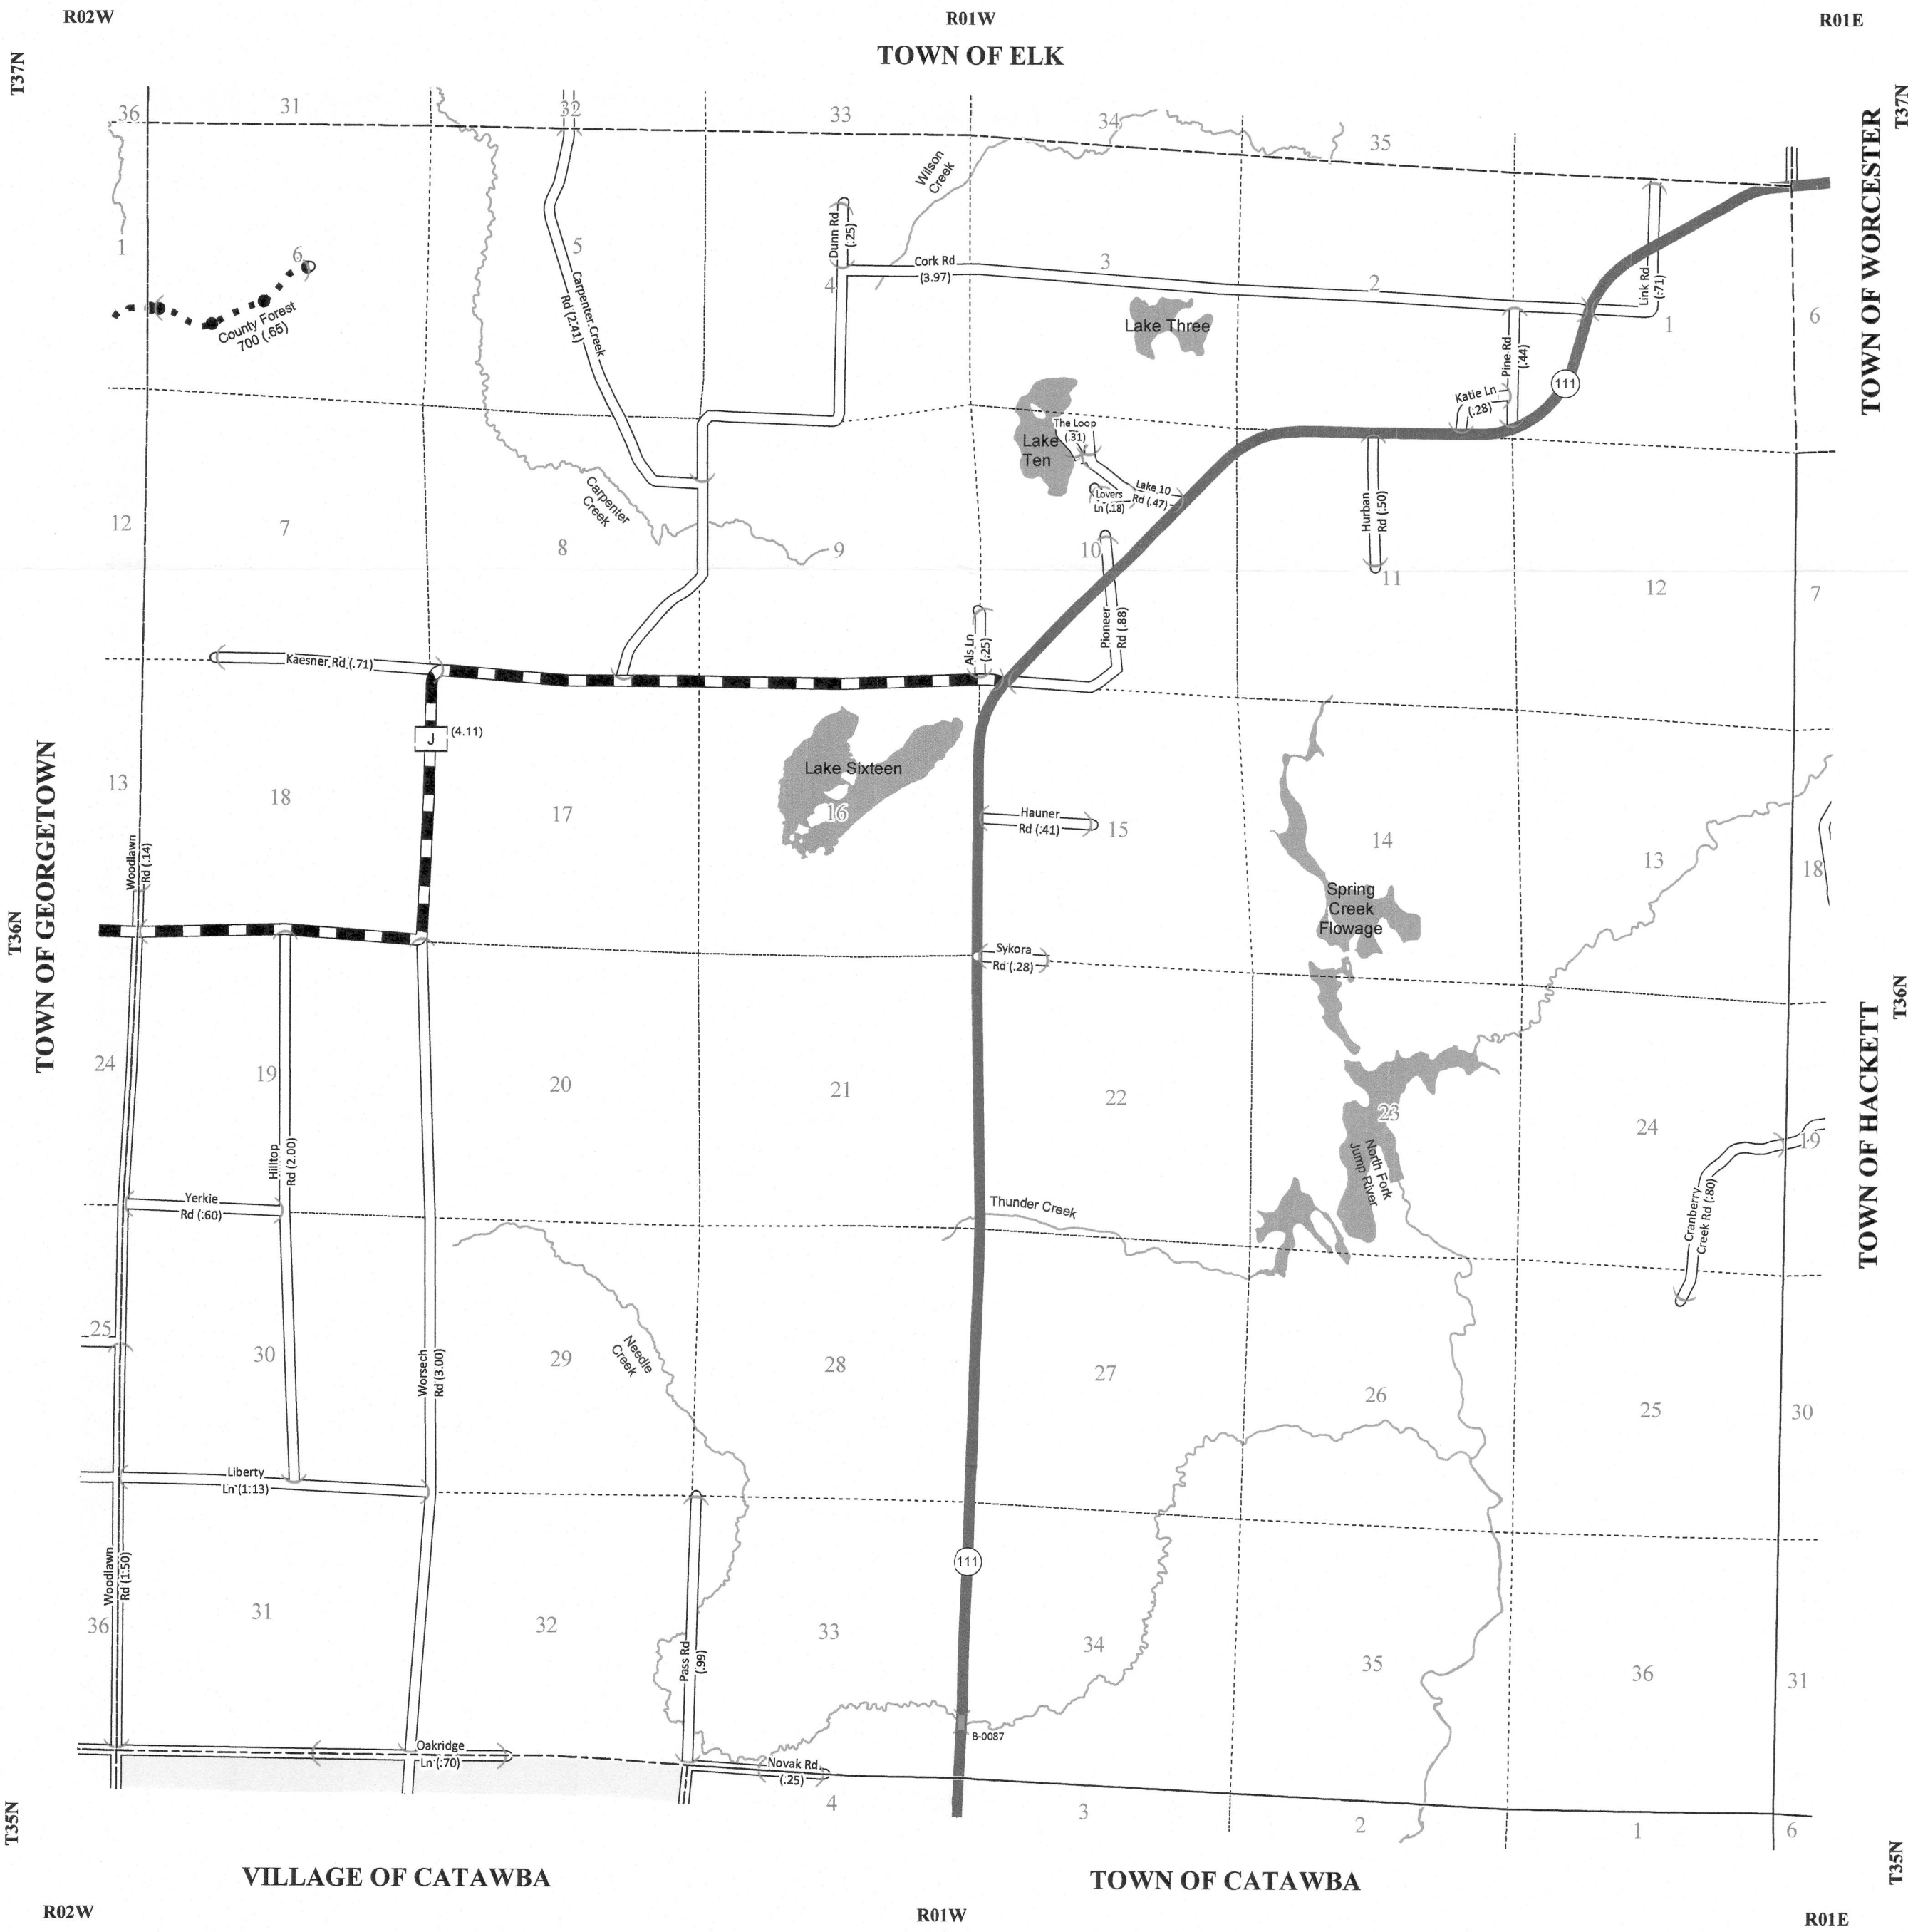 R02W
R01W
R01E
TOWN OF ELK
T37N
T37N
36
31
32
33
34
35
TOWN OF WORCESTER
Wilson
Creek
1
6
5
Dunn Rd
(.25)
Cork Rd
(3.97)
4
3
2
Link Rd
(.71)
1
6
County Forest
700 (.65)
Carpenter Creek
Rd (2.41)
Lake Three
Pine Rd
(.44)
111
Katie Ln
(.28)
The Loop
(.31)
Lake
Ten
Lake 10
Rd (.47)
Lovers
Ln (.18)
Carpenter
Creek
Hurban
Rd (.50)
12
7
8
9
10
11
12
7
Pioneer
Rd (.88)
Als Ln
(.25)
Kaesner Rd (.71)
J
(4.11)
TOWN OF GEORGETOWN
Lake Sixteen
13
18
17
16
Hauner
Rd (.41)
15
14
13
18
Woodlawn
Rd (.14)
Spring
Creek
Flowage
T36N
Sykora
Rd (.28)
T36N
TOWN OF HACKETT
24
19
20
21
22
23
24
19
Hilltop
Rd (2.00)
North Fork
Jump River
Yerkie
Rd (.60)
Thunder Creek
Cranberry
Creek Rd (.80)
25
30
29
28
27
26
25
30
Needle
Creek
Worsech
Rd (3.00)
Liberty
Ln (1.13)
111
Woodlawn
Rd (1.50)
36
31
32
33
34
35
36
31
Pass Rd
(.99)
B-0087
Oakridge
Ln (.70)
Novak Rd
(.25)
4
3
2
1
6
T35N
T35N
VILLAGE OF CATAWBA
TOWN OF CATAWBA
R02W
R01W
R01E